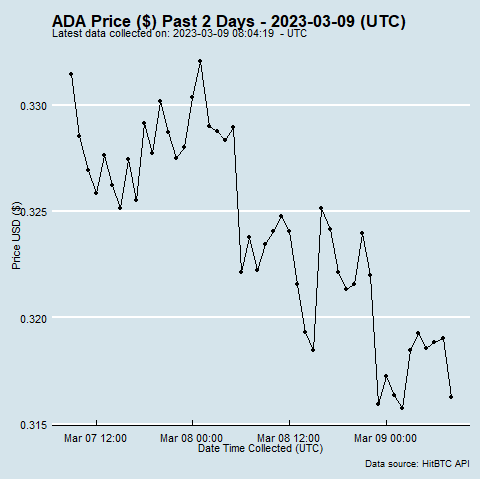 ADA Price ($) Past 2 Days - 2023-03-09 (UTC)
Latest data collected on: 2023-03-09 08:04:19 - UTC
Price USD ($)
0.330
0.325
0.320
0.315
Mar 07 12:00 Mar 08 00:00 Mar 08 12:00 Mar 09 00:00
Date Time Collected (UTC)
Data source: HitBTC API